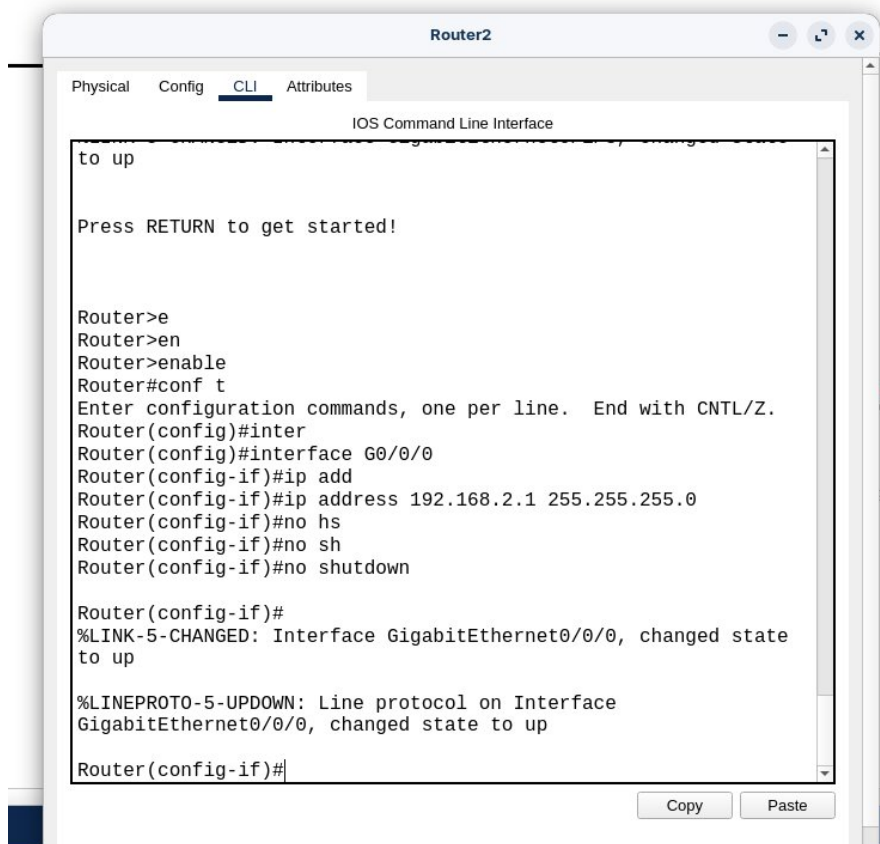 Router2
Physical Config CLI Attributes
IOS Command Line Interface
to up
Press RETURN to get started!
Router>e
Router>en
Router>enable
Router#conf t
Enter configuration commands, one per line.  End with CNTL/Z.
Router(config)#inter
Router(config)#interface G0/0/0
Router(config-if)#ip add
Router(config-if)#ip address 192.168.2.1 255.255.255.0
Router(config-if)#no hs
Router(config-if)#no sh
Router(config-if)#no shutdown
Router(config-if)#
%LINK-5-CHANGED: Interface GigabitEthernet0/0/0, changed state
to up
%LINEPROTO-5-UPDOWN: Line protocol on Interface
GigabitEthernet0/0/0, changed state to up
Router(config-if)#
Copy Paste